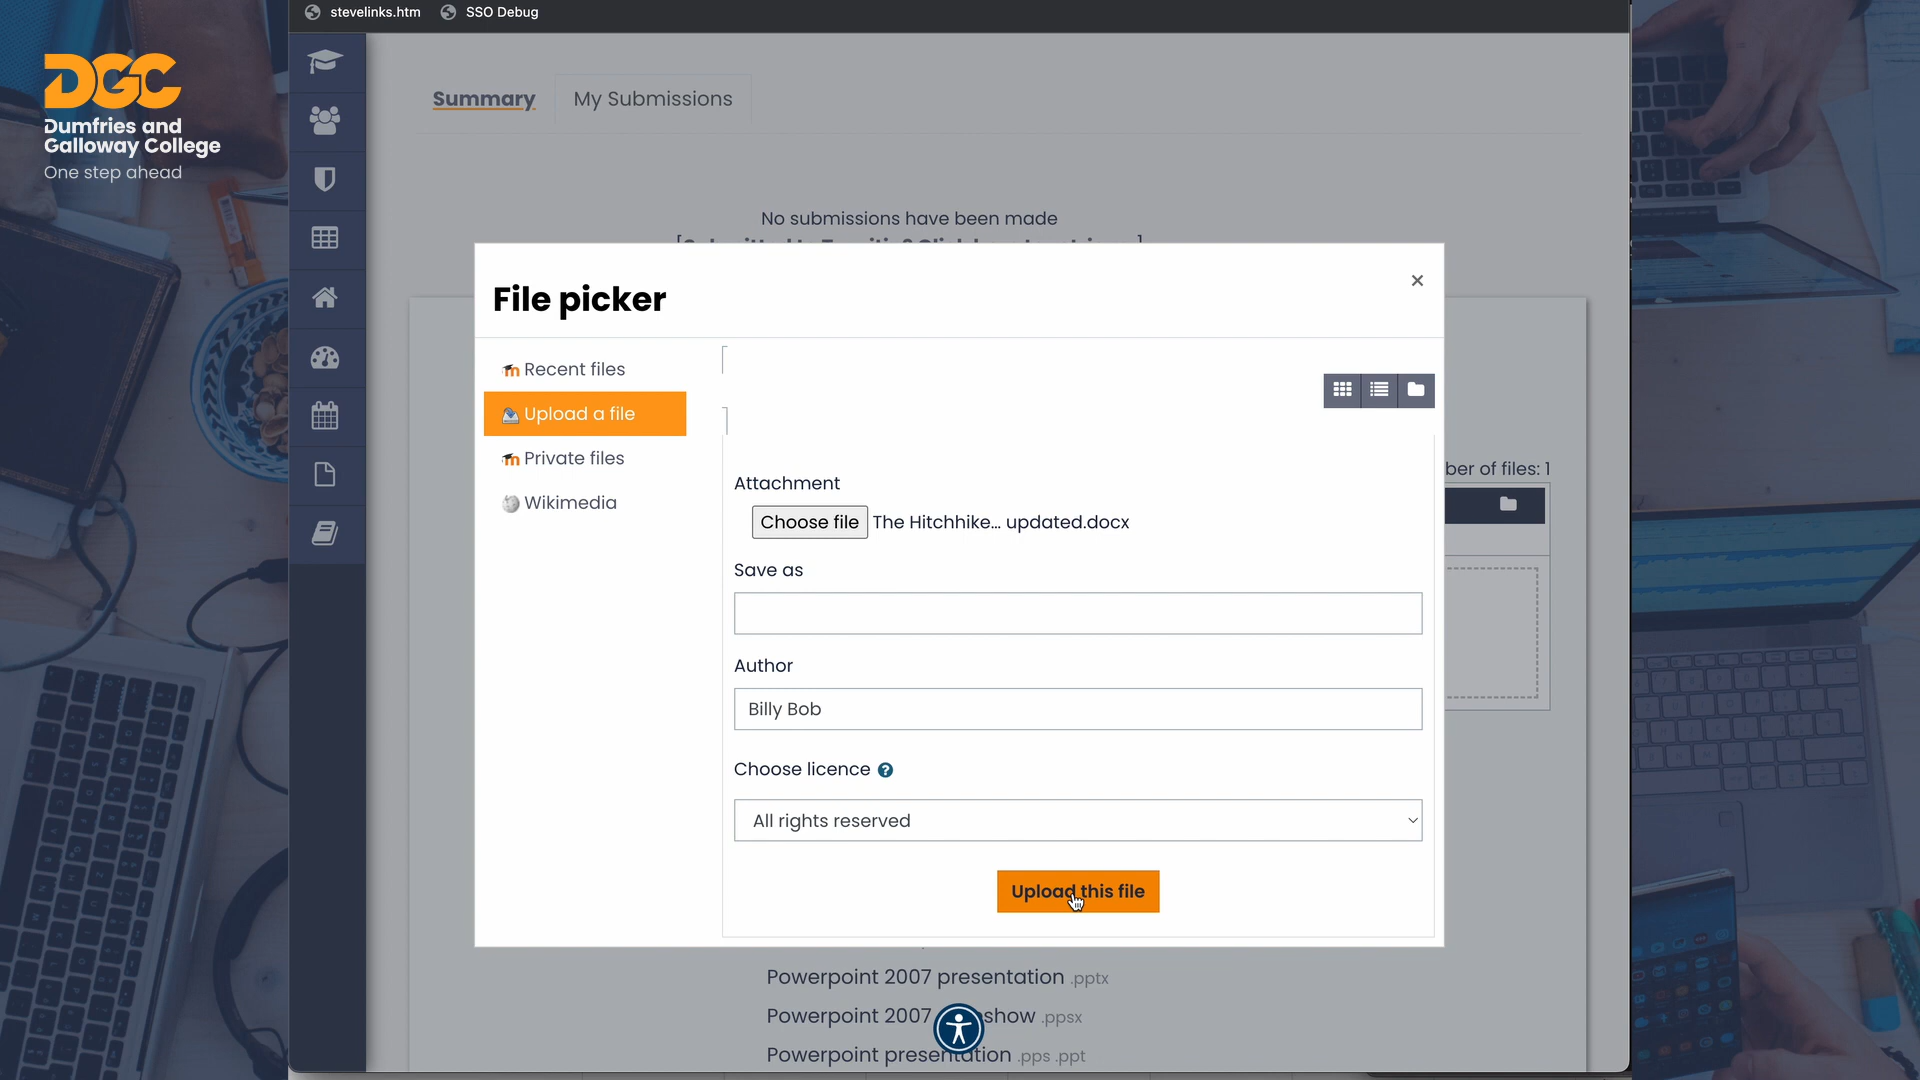 stevelinks.htm
SSO Debug
DGC
Dumfries and
Galloway College
One step ahead
Summary
My Submissions
No submissions have been made
File picker
×
Recent files
Upload a file
Private files
Wikimedia
ber of files: 1
Attachment
Choose file The Hitchhike... updated.docx
Save as
Author
Billy Bob
Choose licence ?
All rights reserved
Upload this file
Powerpoint 2007 presentation .pptx
Powerpoint 2007 show .ppsx
Powerpoint presentation .pps .ppt